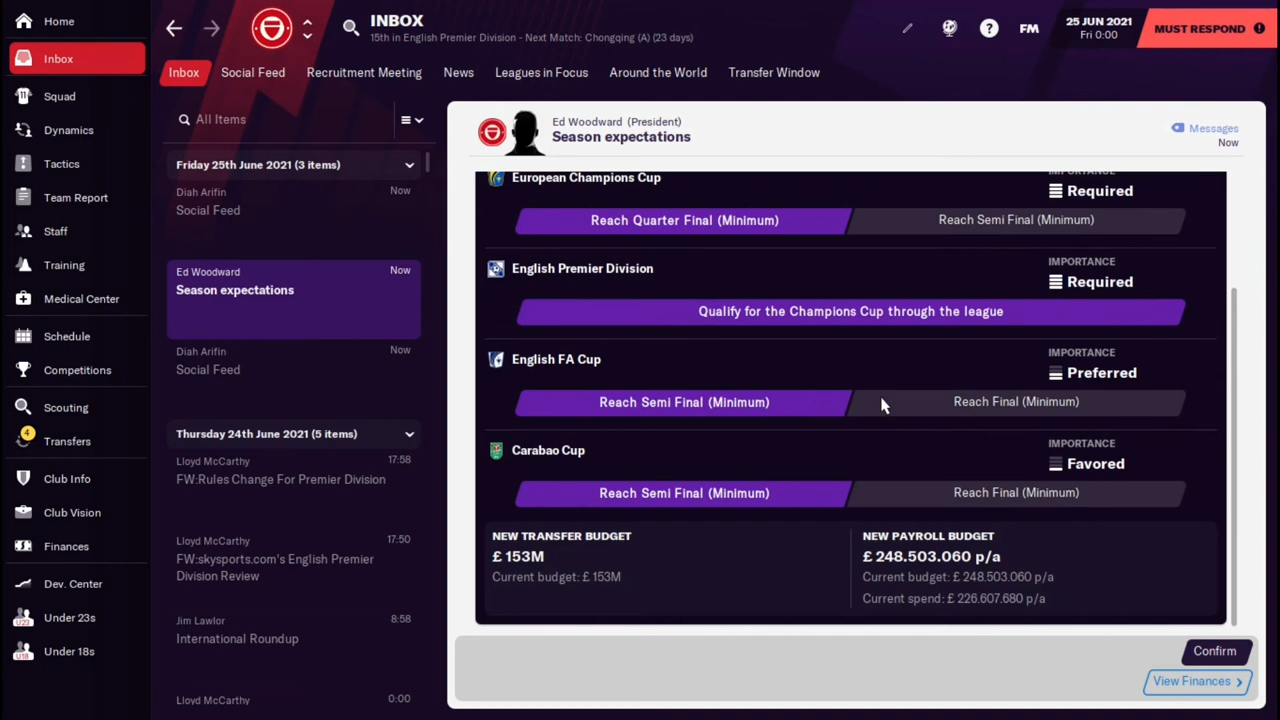 Home
Inbox
Squad
Dynamics
Tactics
Team Report
Staff
Training
Medical Center
Schedule
Competitions
Scouting
4
Transfers
Club Info
Club Vision
Finances
Dev. Center
U23
Under 23s
U18
Under 18s
INBOX
15th in English Premier Division - Next Match: Chongqing (A) (23 days)
FM
25 JUN 2021
Fri 0:00
MUST RESPOND
Inbox
Social Feed
Recruitment Meeting
News
Leagues in Focus
Around the World
Transfer Window
All Items
Friday 25th June 2021 (3 items)
Diah Arifin
Now
Social Feed
Ed Woodward
Now
Season expectations
Diah Arifin
Now
Social Feed
Thursday 24th June 2021 (5 items)
Lloyd McCarthy
17:58
FW:Rules Change For Premier Division
Lloyd McCarthy
17:50
FW:skysports.com's English Premier
Division Review
Jim Lawlor
8:58
International Roundup
Lloyd McCarthy
0:00
Ed Woodward (President)
Season expectations
Messages
Now
European Champions Cup
IMPORTANCE
Required
Reach Quarter Final (Minimum)
Reach Semi Final (Minimum)
English Premier Division
IMPORTANCE
Required
Qualify for the Champions Cup through the league
English FA Cup
IMPORTANCE
Preferred
Reach Semi Final (Minimum)
Reach Final (Minimum)
Carabao Cup
IMPORTANCE
Favored
Reach Semi Final (Minimum)
Reach Final (Minimum)
NEW TRANSFER BUDGET
£ 153M
Current budget: £ 153M
NEW PAYROLL BUDGET
£ 248.503.060 p/a
Current budget: £ 248.503.060 p/a
Current spend: £ 226.607.680 p/a
Confirm
View Finances